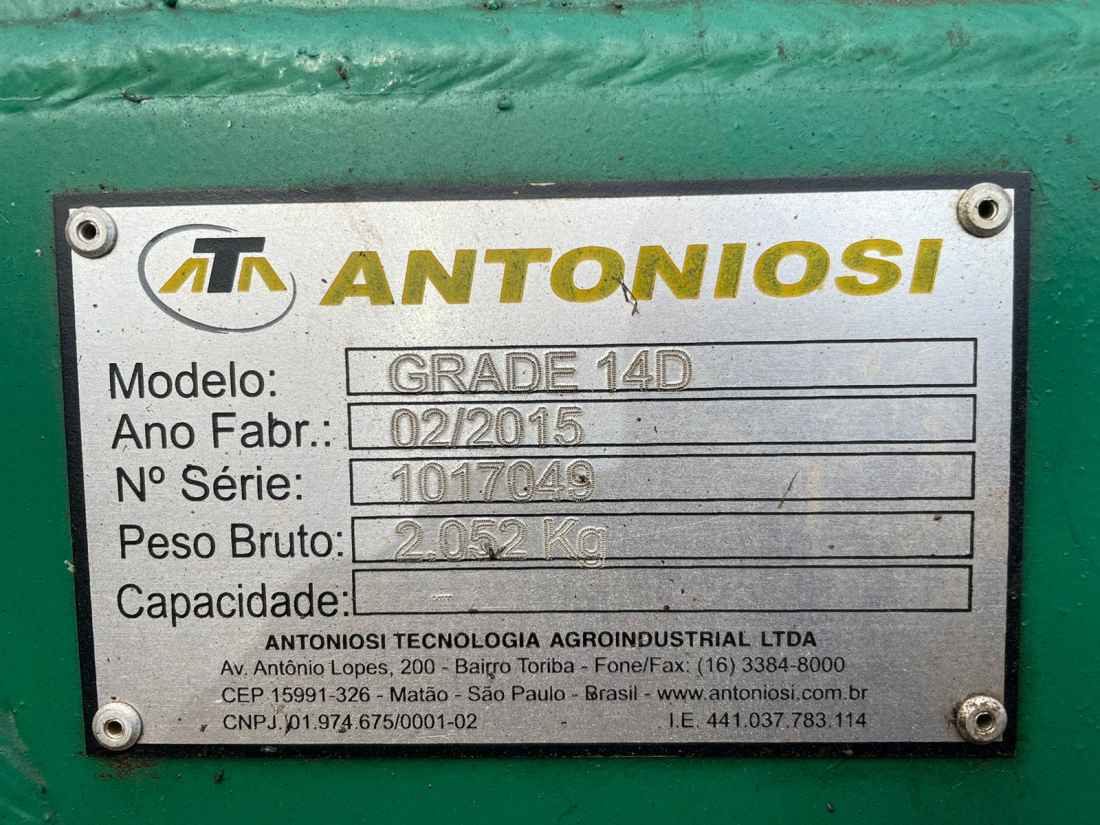 ATA ANTONIOSI
Modelo: GRADE 14D
Ano Fabr.: 02/2015
Nº Série: 1017049
Peso Bruto: 2.052 Kg
Capacidade:
ANTONIOSI TECNOLOGIA AGROINDUSTRIAL LTDA
Av. Antônio Lopes, 200 - Bairro Toriba - Fone/Fax: (16) 3384-8000
CEP 15991-326 - Matão - São Paulo - Brasil - www.antoniosi.com.br
CNPJ. 01.974.675/0001-02 - I.E. 441.037.783.114